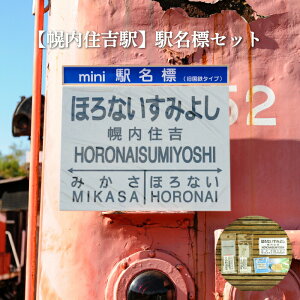 【幌内住吉駅】駅名標セット
mini 駅名標 (旧国鉄タイプ)
52
ほろないすみよし
幌内住吉
HORONAISUMIYOSHI
みかさ ほろない
MIKASA HORONAI